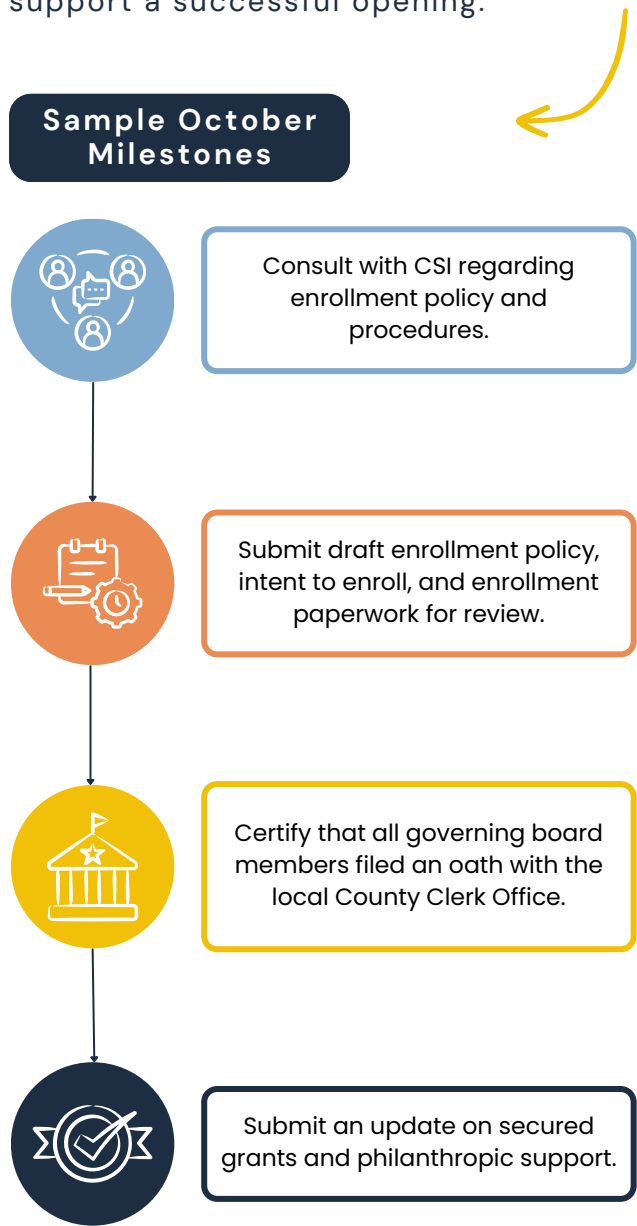 support a successful opening.
Sample October
Milestones
Consult with CSI regarding
enrollment policy and
procedures.
Submit draft enrollment policy,
intent to enroll, and enrollment
paperwork for review.
Certify that all governing board
members filed an oath with the
local County Clerk Office.
Submit an update on secured
grants and philanthropic support.